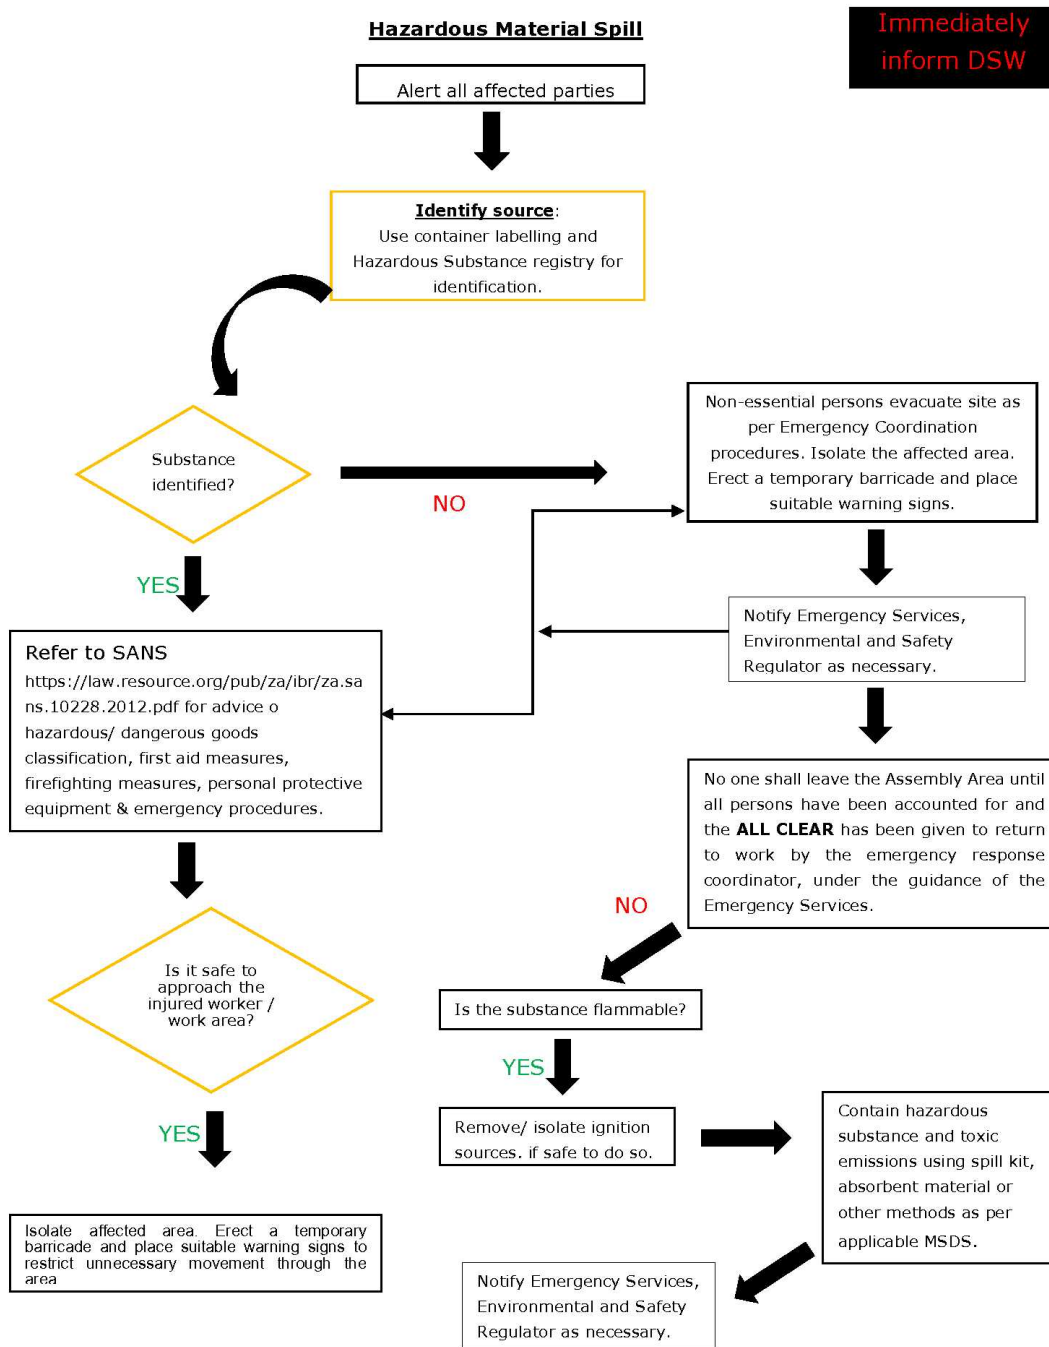 Hazardous Material Spill
Immediately
inform DSW
Alert all affected parties
Identify source:
Use container labelling and
Hazardous Substance registry for
identification.
Substance
identified?
NO
Non-essential persons evacuate site as
per Emergency Coordination
procedures. Isolate the affected area.
Erect a temporary barricade and place
suitable warning signs.
YES
Notify Emergency Services,
Environmental and Safety
Regulator as necessary.
Refer to SANS
https://law.resource.org/pub/za/ibr/za.sa
ns.10228.2012.pdf for advice o
hazardous/ dangerous goods
classification, first aid measures,
firefighting measures, personal protective
equipment & emergency procedures.
No one shall leave the Assembly Area until
all persons have been accounted for and
the ALL CLEAR has been given to return
to work by the emergency response
coordinator, under the guidance of the
Emergency Services.
NO
Is it safe to
approach the
injured worker /
work area?
Is the substance flammable?
YES
YES
Remove/ isolate ignition
sources. if safe to do so.
Contain hazardous
substance and toxic
emissions using spill kit,
absorbent material or
other methods as per
applicable MSDS.
Isolate affected area. Erect a temporary
barricade and place suitable warning signs to
restrict unnecessary movement through the
area
Notify Emergency Services,
Environmental and Safety
Regulator as necessary.